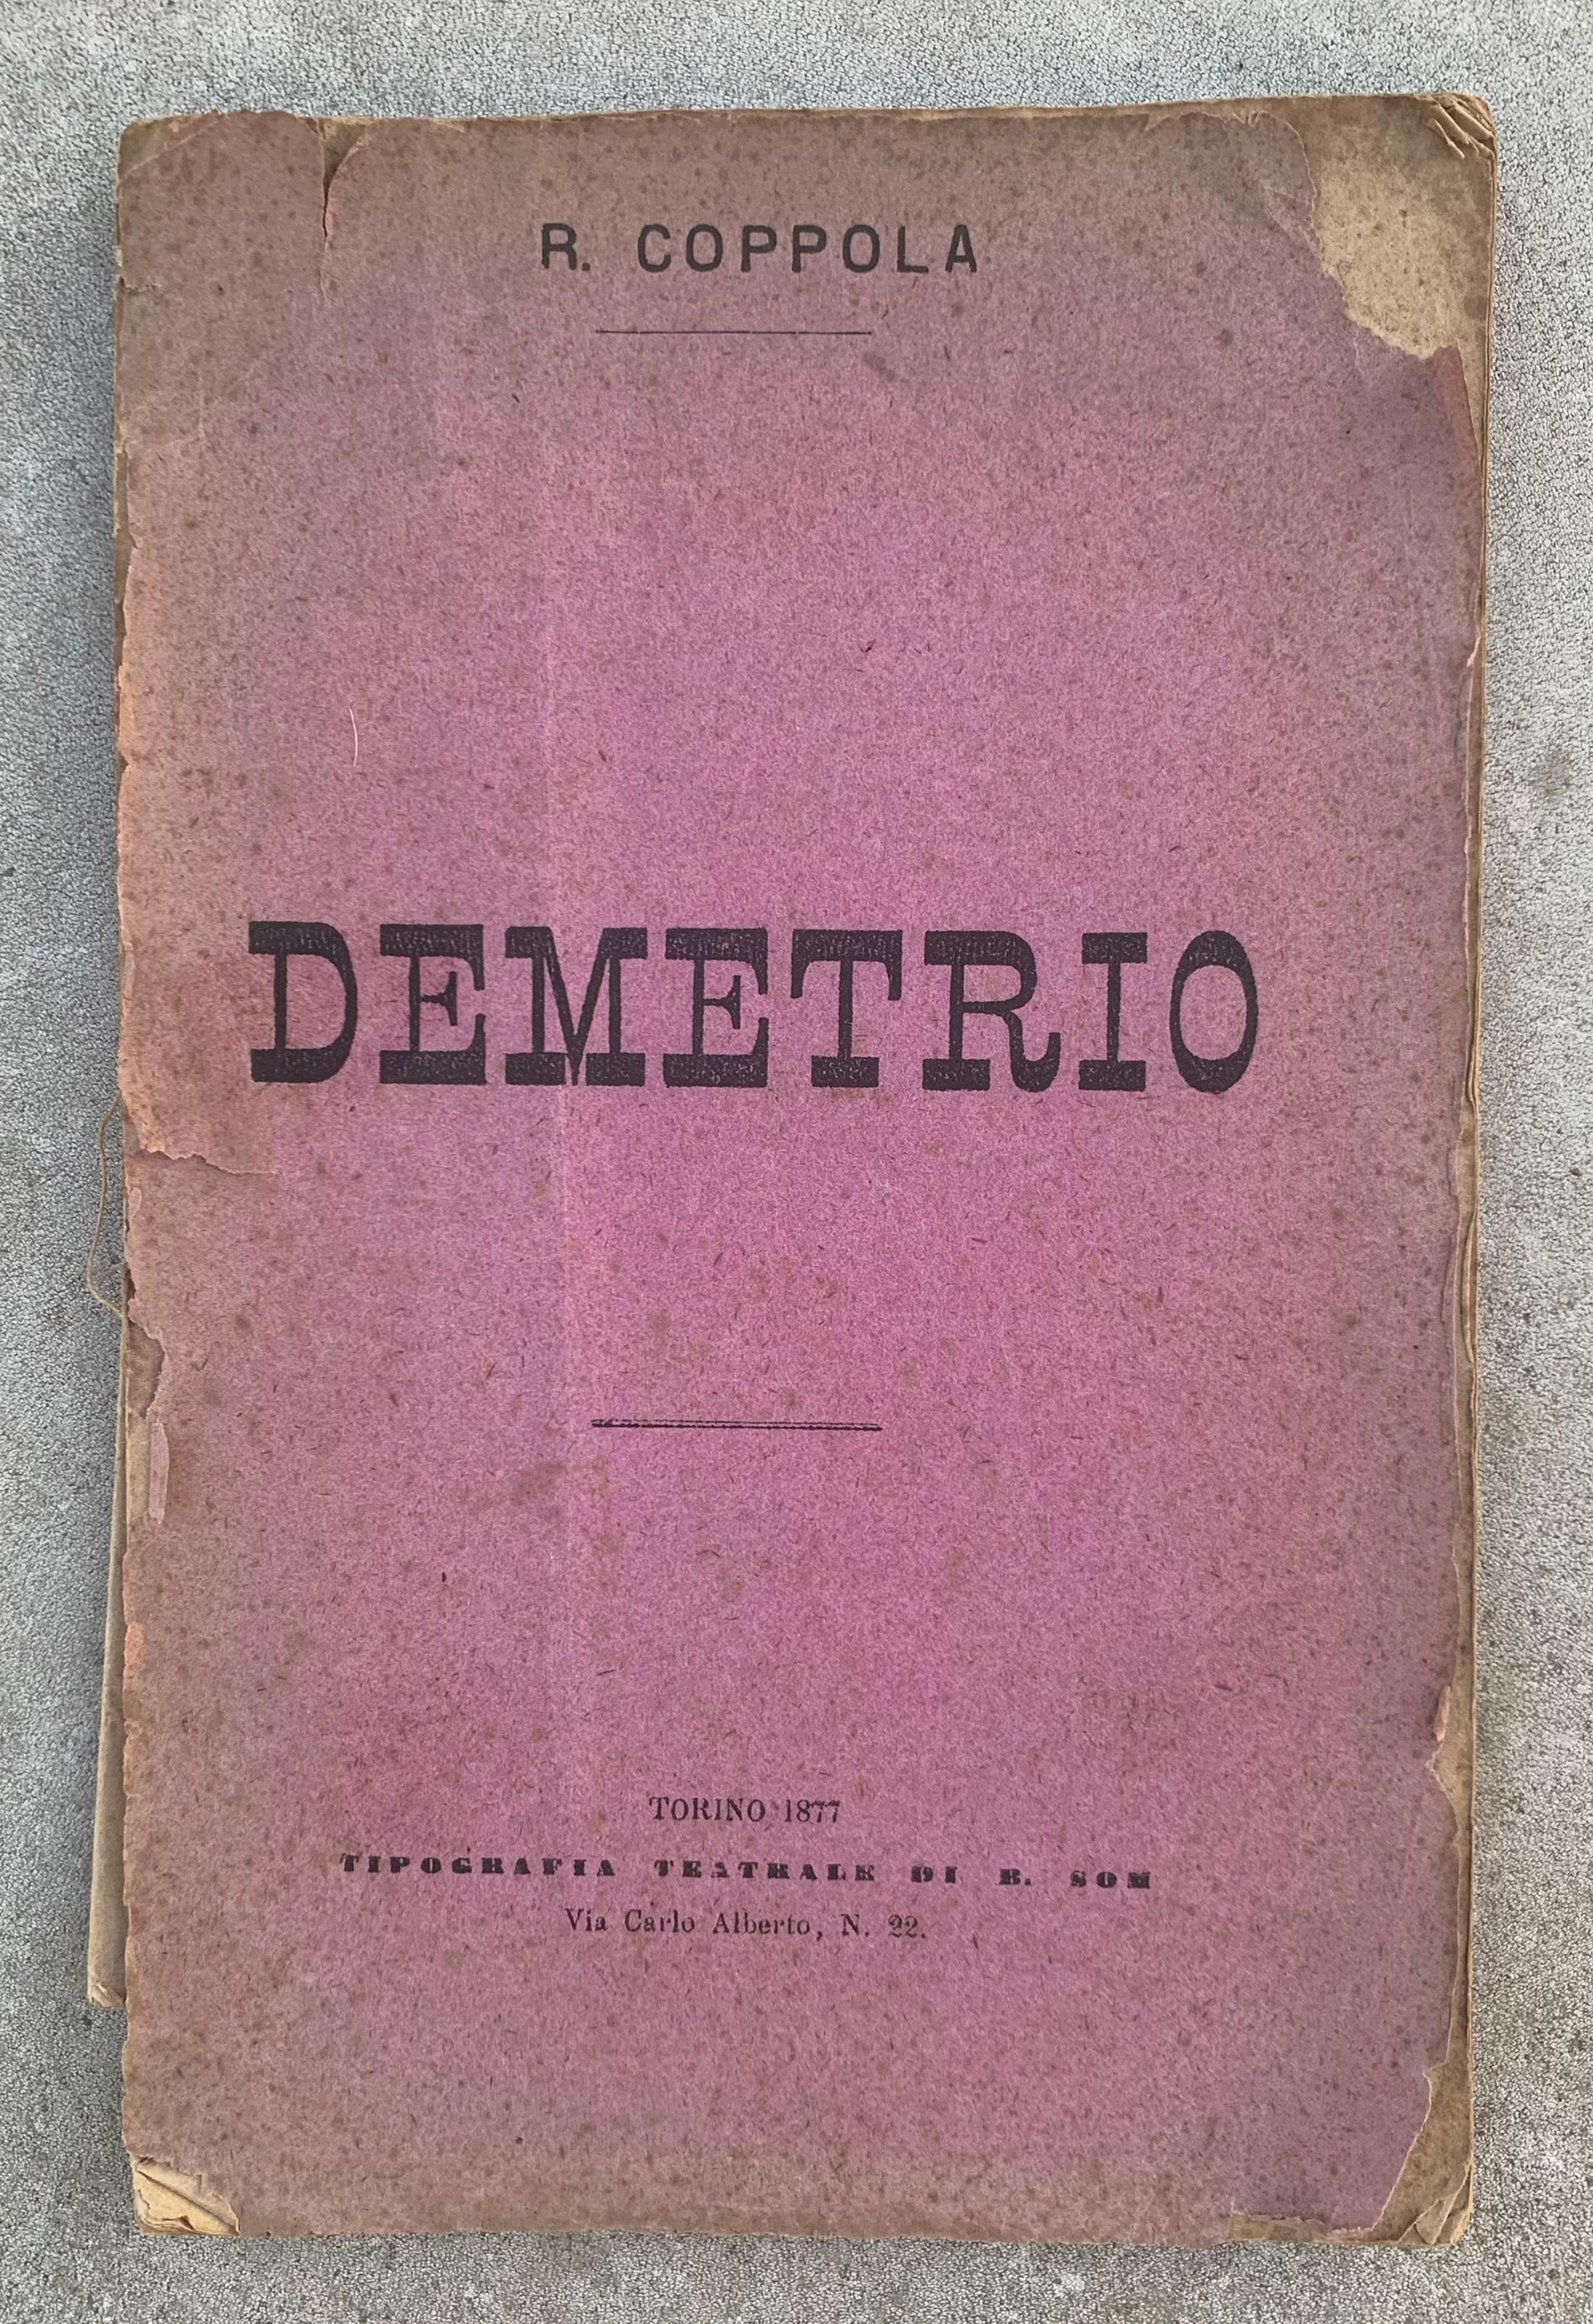 R. COPPOLA
DEMETRIO
TORINO 1877
TIPOGRAFIA TEATRALE DI B. SOM
Via Carlo Alberto, N. 22.